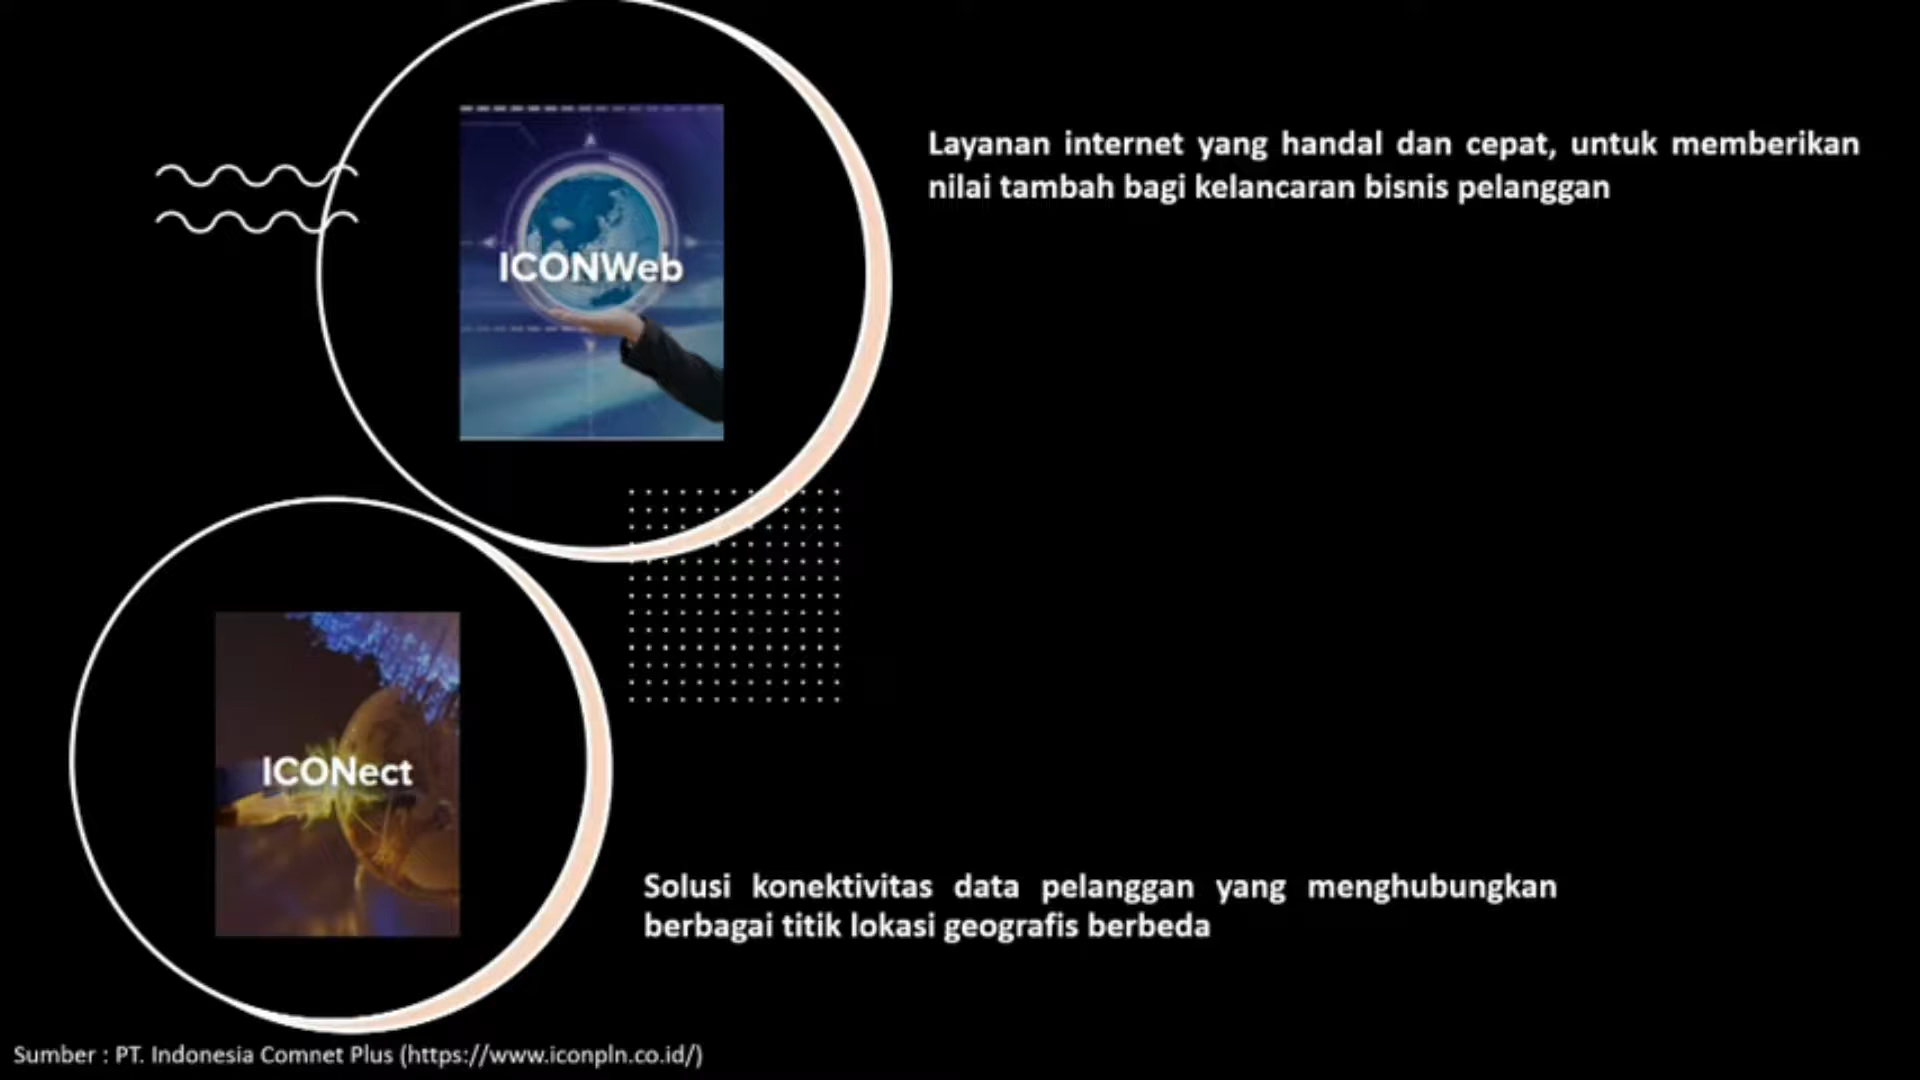 ICONWeb
Layanan internet yang handal dan cepat, untuk memberikan
nilai tambah bagi kelancaran bisnis pelanggan
ICONect
Solusi konektivitas data pelanggan yang menghubungkan
berbagai titik lokasi geografis berbeda
Sumber : PT. Indonesia Comnet Plus (https://www.iconpln.co.id/)